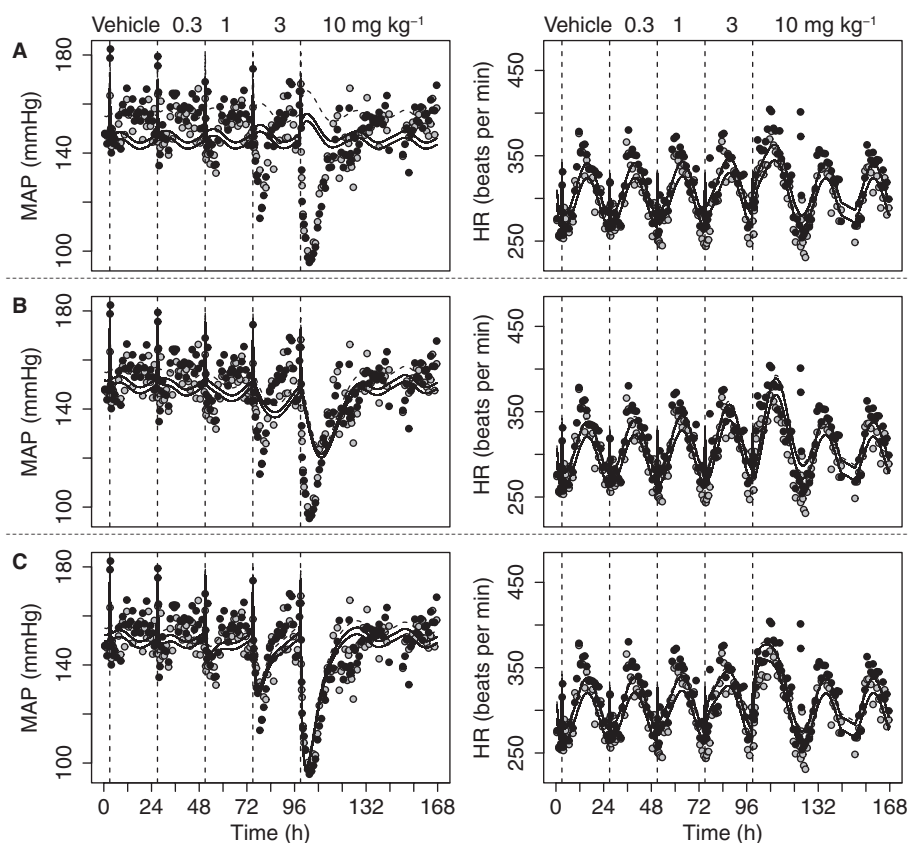 Vehicle 0.3 1 3 10 mg kg⁻¹
Vehicle 0.3 1 3 10 mg kg⁻¹
A
MAP (mmHg)
180
140
100
HR (beats per min)
450
350
250
B
MAP (mmHg)
180
140
100
HR (beats per min)
450
350
250
C
MAP (mmHg)
180
140
100
HR (beats per min)
450
350
250
0 24 48 72 96 132 168
Time (h)
0 24 48 72 96 132 168
Time (h)